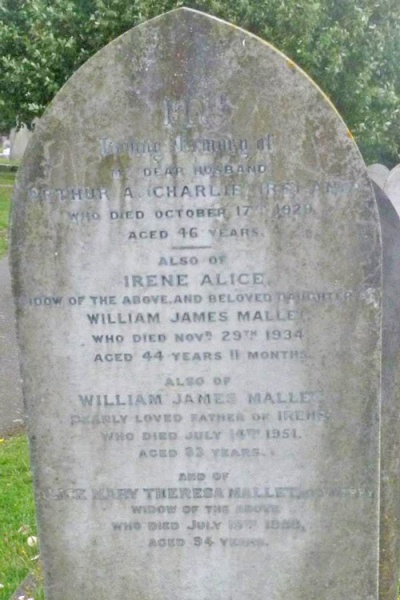 IHS
In Loving Memory of
MY DEAR HUSBAND
ARTHUR A. (CHARLIE) IRELAND
WHO DIED OCTOBER 17TH 1929
AGED 46 YEARS.
ALSO OF
IRENE ALICE,
WIDOW OF THE ABOVE, AND BELOVED DAUGHTER OF
WILLIAM JAMES MALLET,
WHO DIED NOVR 29TH 1934
AGED 44 YEARS 11 MONTHS.
ALSO OF
WILLIAM JAMES MALLET
DEARLY LOVED FATHER OF IRENE
WHO DIED JULY 14TH 1951.
AGED 83 YEARS.
AND OF
MARY THERESA MALLET
WIDOW OF THE ABOVE
WHO DIED JULY
AGED 94 YEARS.